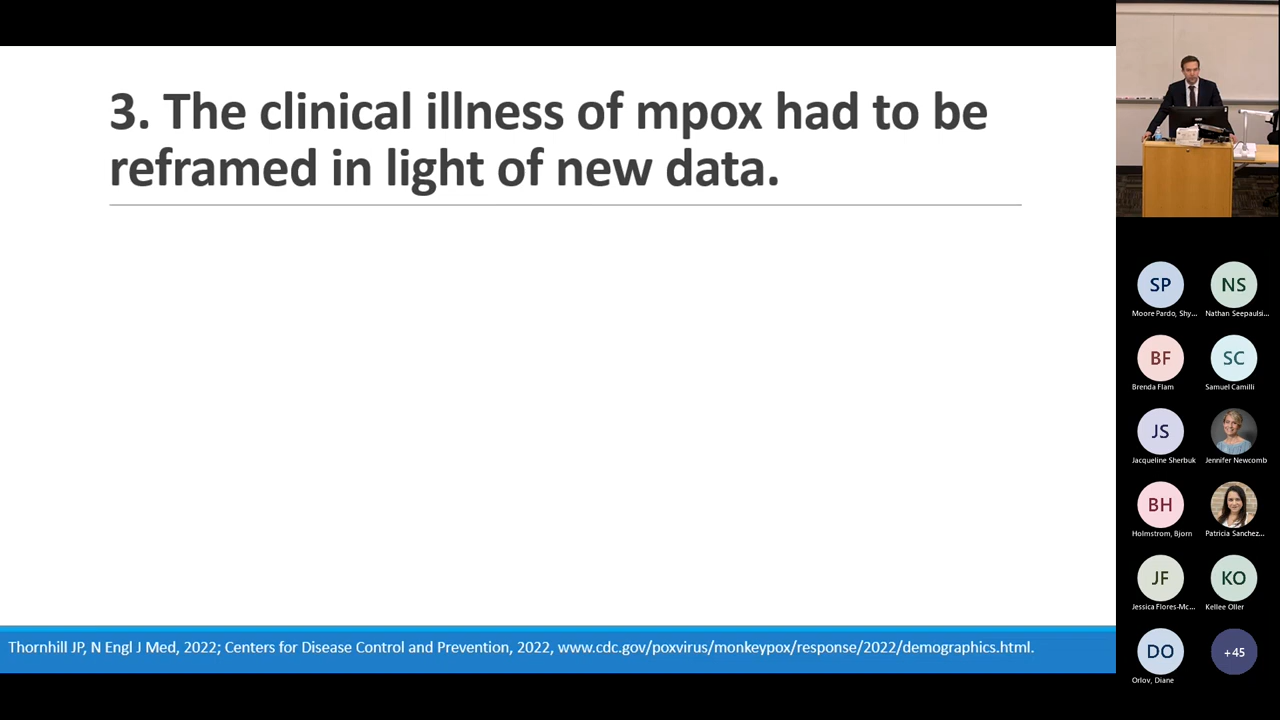 3. The clinical illness of mpox had to be
reframed in light of new data.
Thornhill JP, N Engl J Med, 2022; Centers for Disease Control and Prevention, 2022, www.cdc.gov/poxvirus/monkeypox/response/2022/demographics.html.
SP
NS
Moore Pardo, Shy...
Nathan Seepaulsi...
BF
SC
Brenda Flam
Samuel Camilli
JS
Jacqueline Sherbuk
Jennifer Newcomb
BH
Holmstrom, Bjorn
Patricia Sanchez...
JF
KO
Jessica Flores-Mc...
Kellee Oller
DO
+45
Orlov, Diane